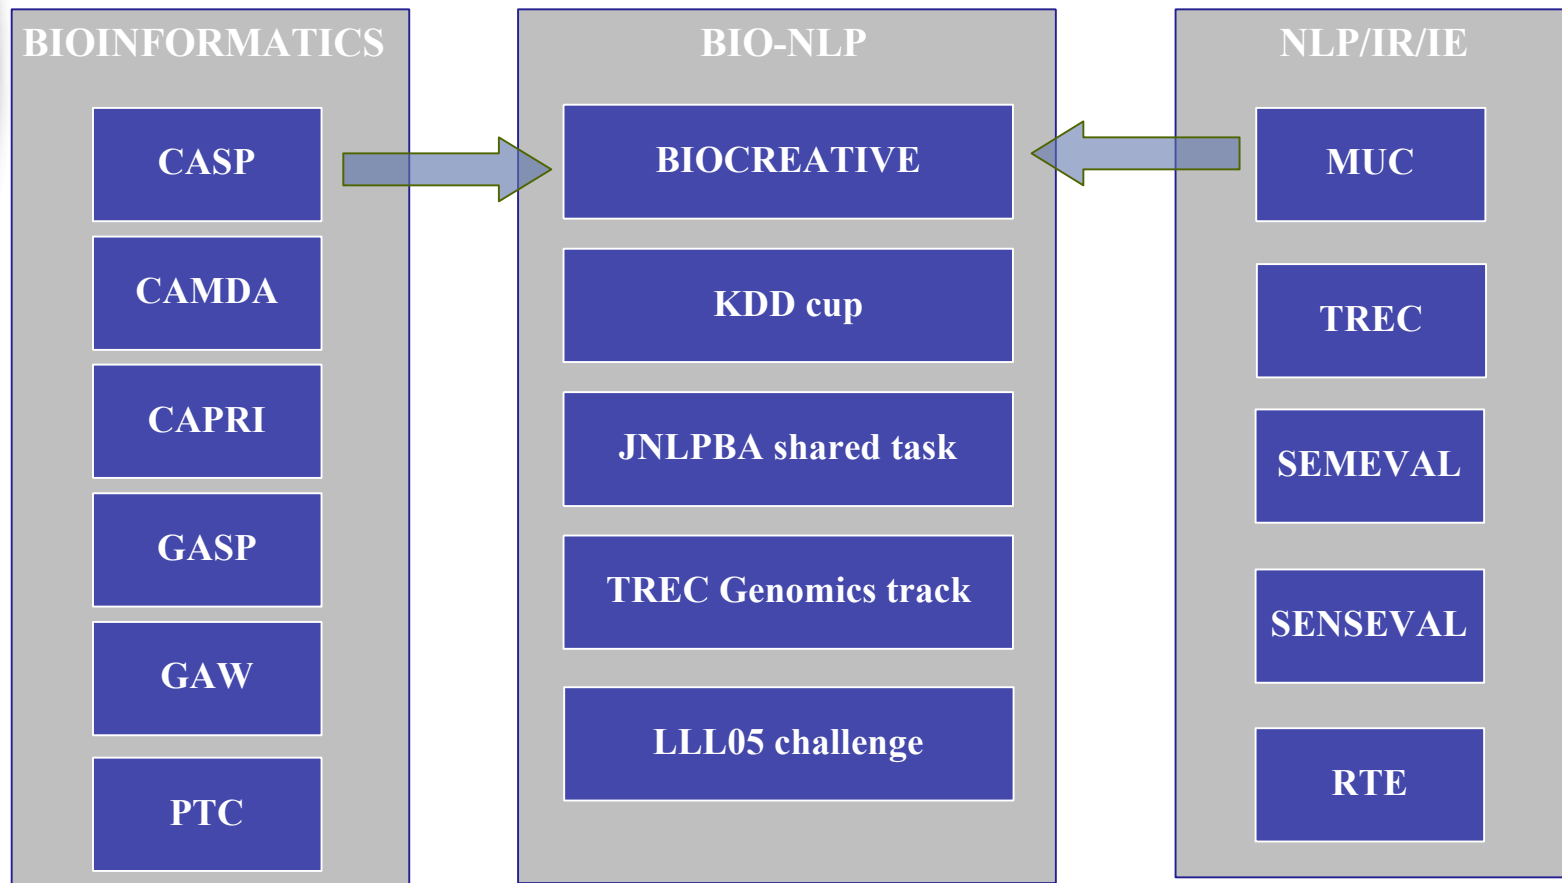 BIOINFORMATICS
CASP
CAMDA
CAPRI
GASP
GAW
PTC
BIO-NLP
BIOCREATIVE
KDD cup
JNLPBA shared task
TREC Genomics track
LLL05 challenge
NLP/IR/IE
MUC
TREC
SEMEVAL
SENSEVAL
RTE